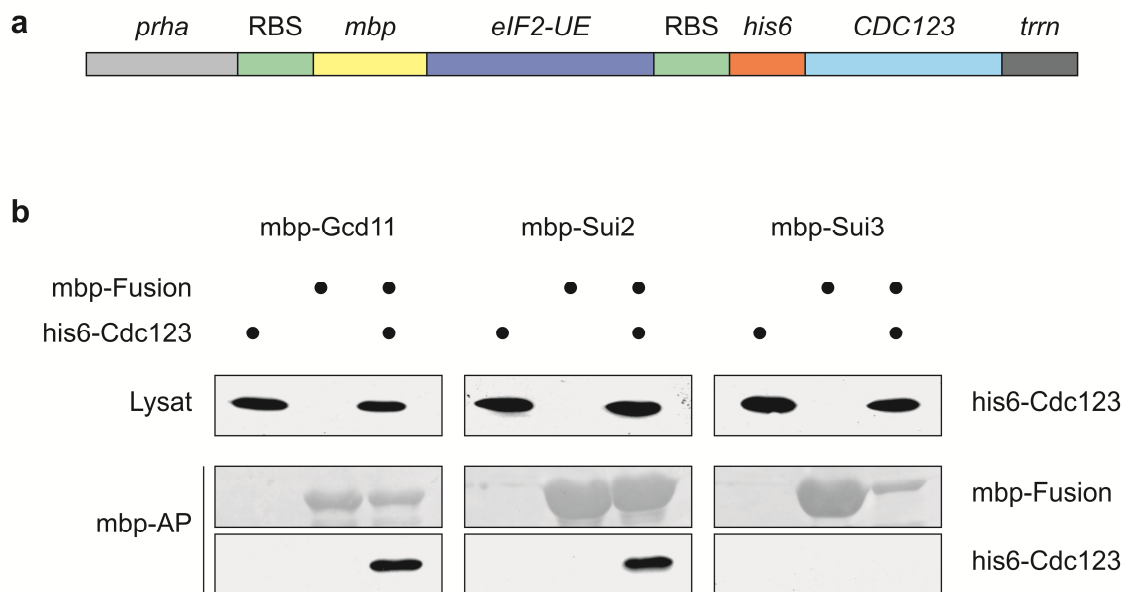 a
prha RBS mbp eIF2-UE RBS his6 CDC123 trrn
b
mbp-Gcd11 mbp-Sui2 mbp-Sui3
mbp-Fusion
his6-Cdc123
Lysat his6-Cdc123
mbp-AP
mbp-Fusion
his6-Cdc123